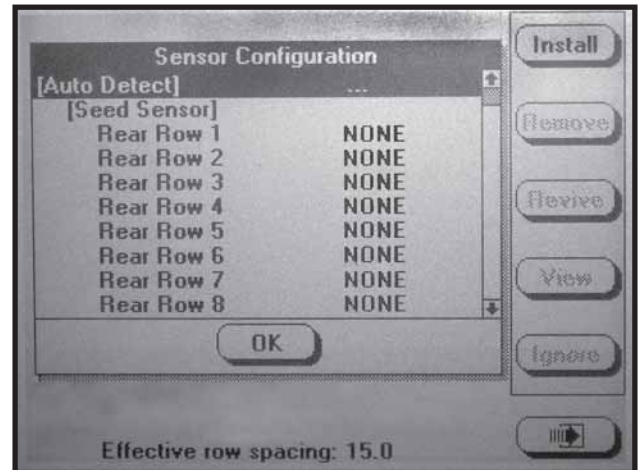 Sensor Configuration
[Auto Detect] ...
[Seed Sensor]
Rear Row 1 NONE
Rear Row 2 NONE
Rear Row 3 NONE
Rear Row 4 NONE
Rear Row 5 NONE
Rear Row 6 NONE
Rear Row 7 NONE
Rear Row 8 NONE
OK
Effective row spacing: 15.0
Install
Remove
Revive
View
Ignore